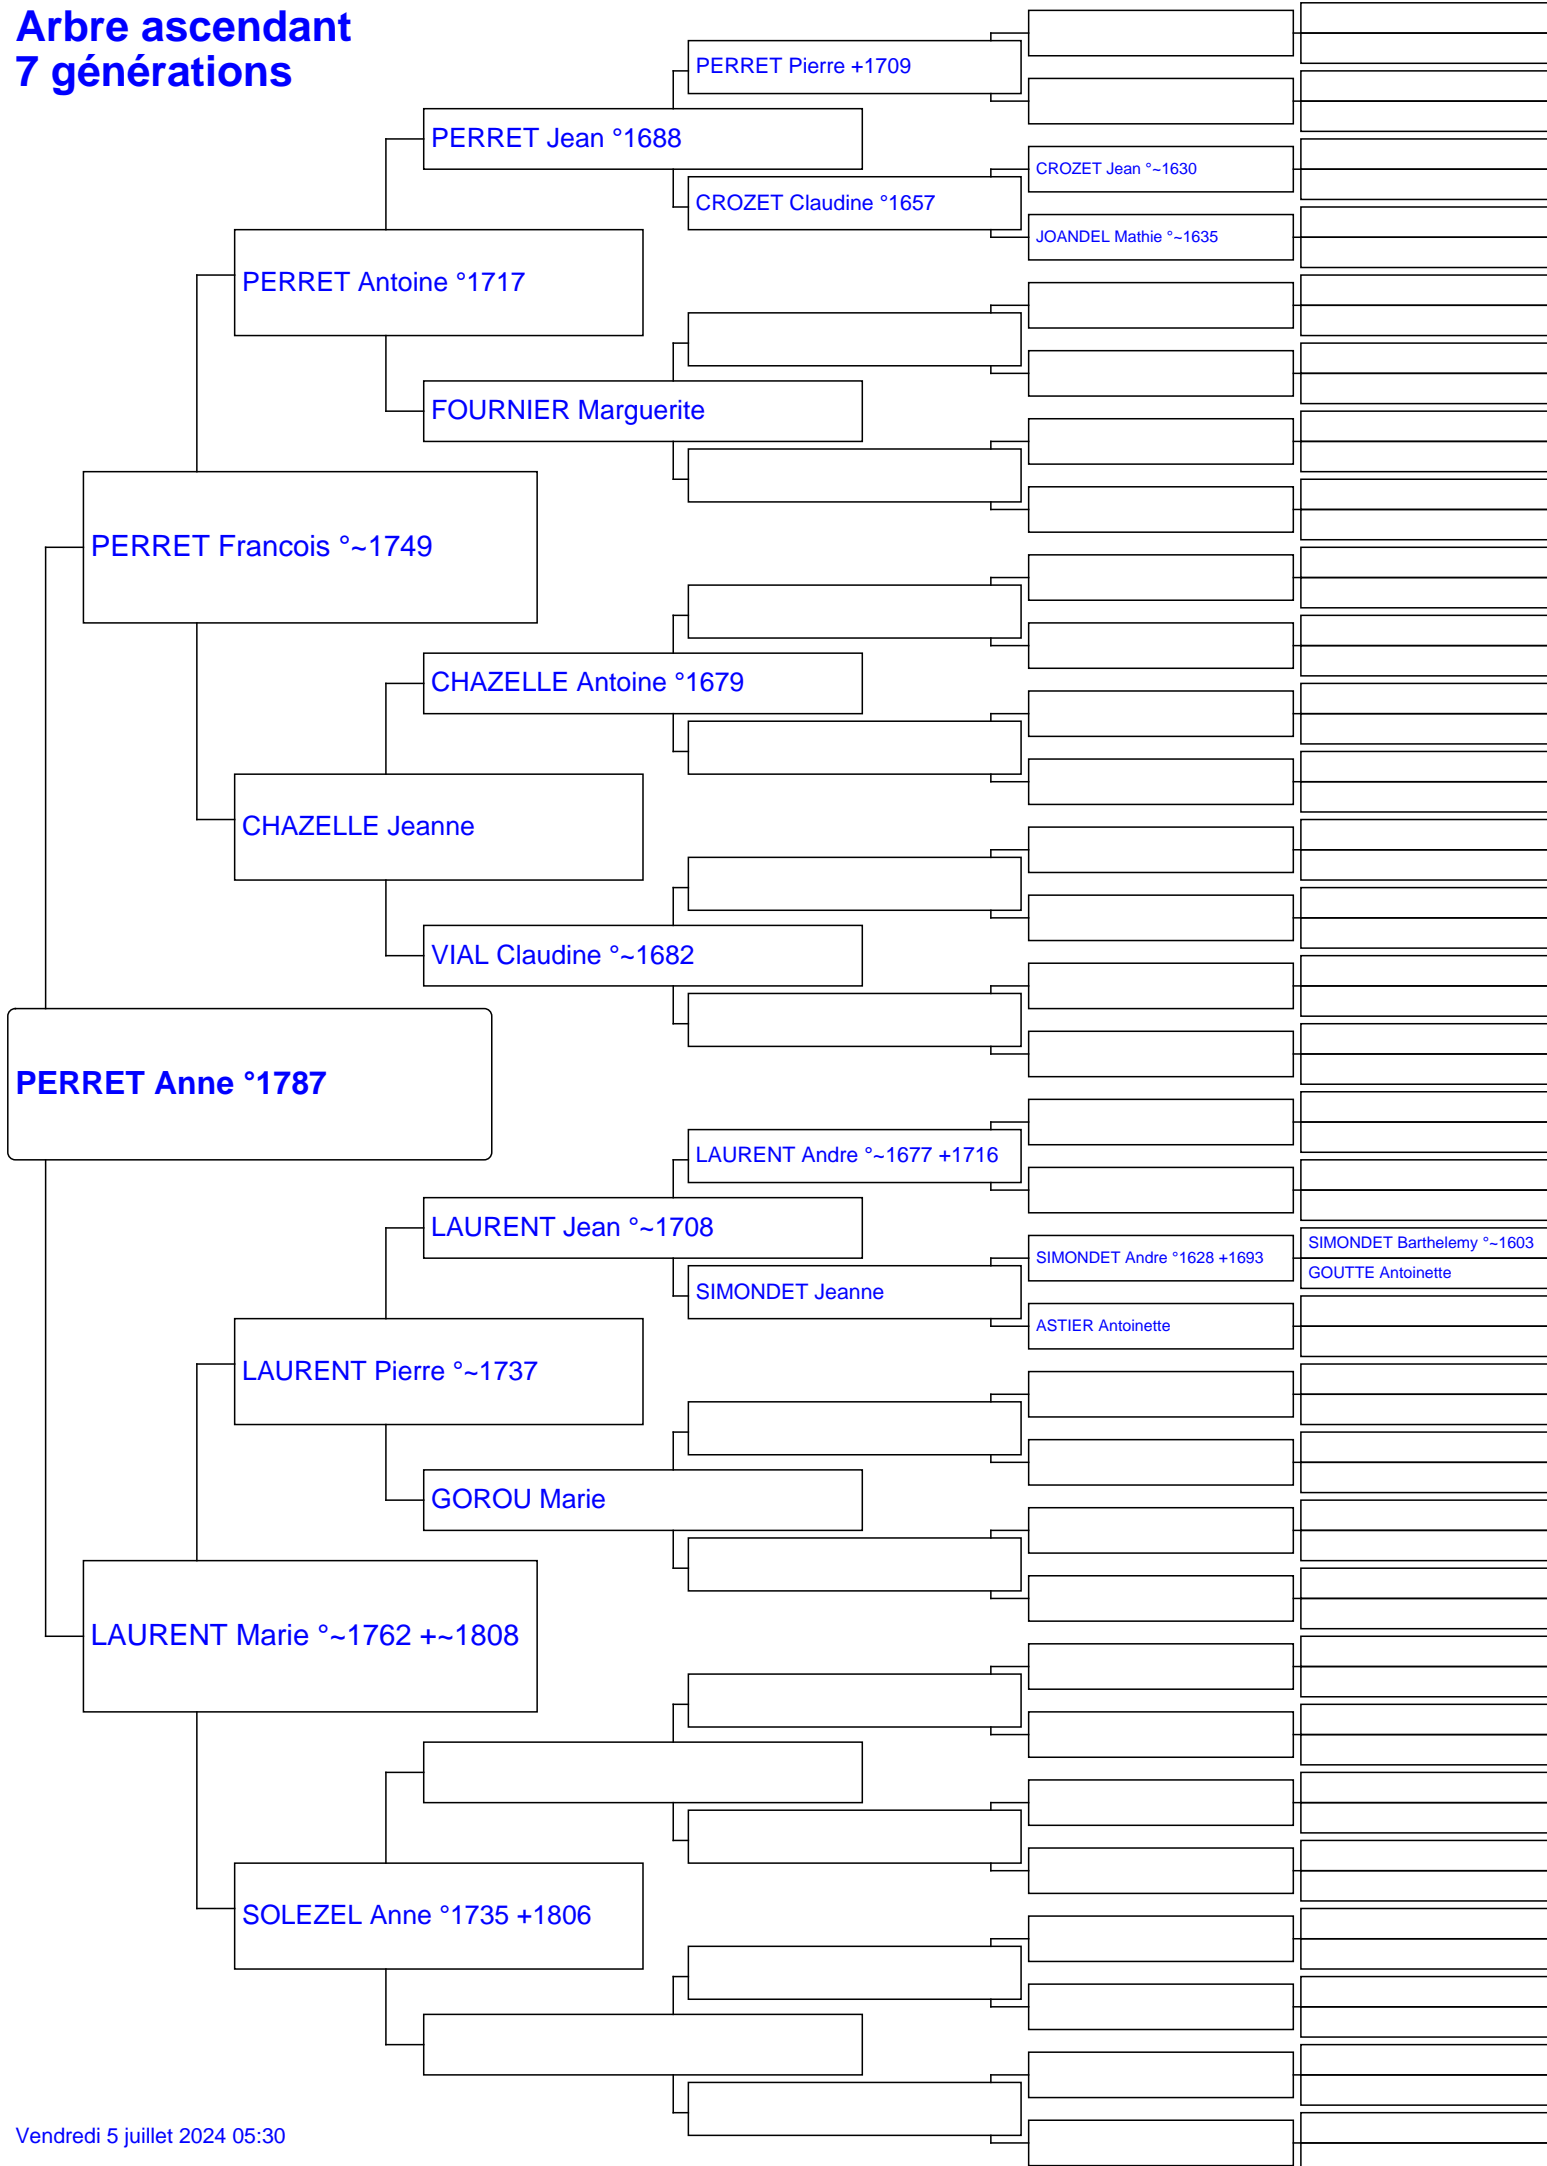 Arbre ascendant
7 générations
PERRET Pierre +1709
PERRET Jean °1688
CROZET Jean °~1630
CROZET Claudine °1657
JOANDEL Mathie °~1635
PERRET Antoine °1717
FOURNIER Marguerite
PERRET Francois °~1749
CHAZELLE Antoine °1679
CHAZELLE Jeanne
VIAL Claudine °~1682
PERRET Anne °1787
LAURENT Andre °~1677 +1716
LAURENT Jean °~1708
SIMONDET Barthelemy °~1603
SIMONDET Andre °1628 +1693
GOUTTE Antoinette
SIMONDET Jeanne
ASTIER Antoinette
LAURENT Pierre °~1737
GOROU Marie
LAURENT Marie °~1762 +~1808
SOLEZEL Anne °1735 +1806
Vendredi 5 juillet 2024 05:30